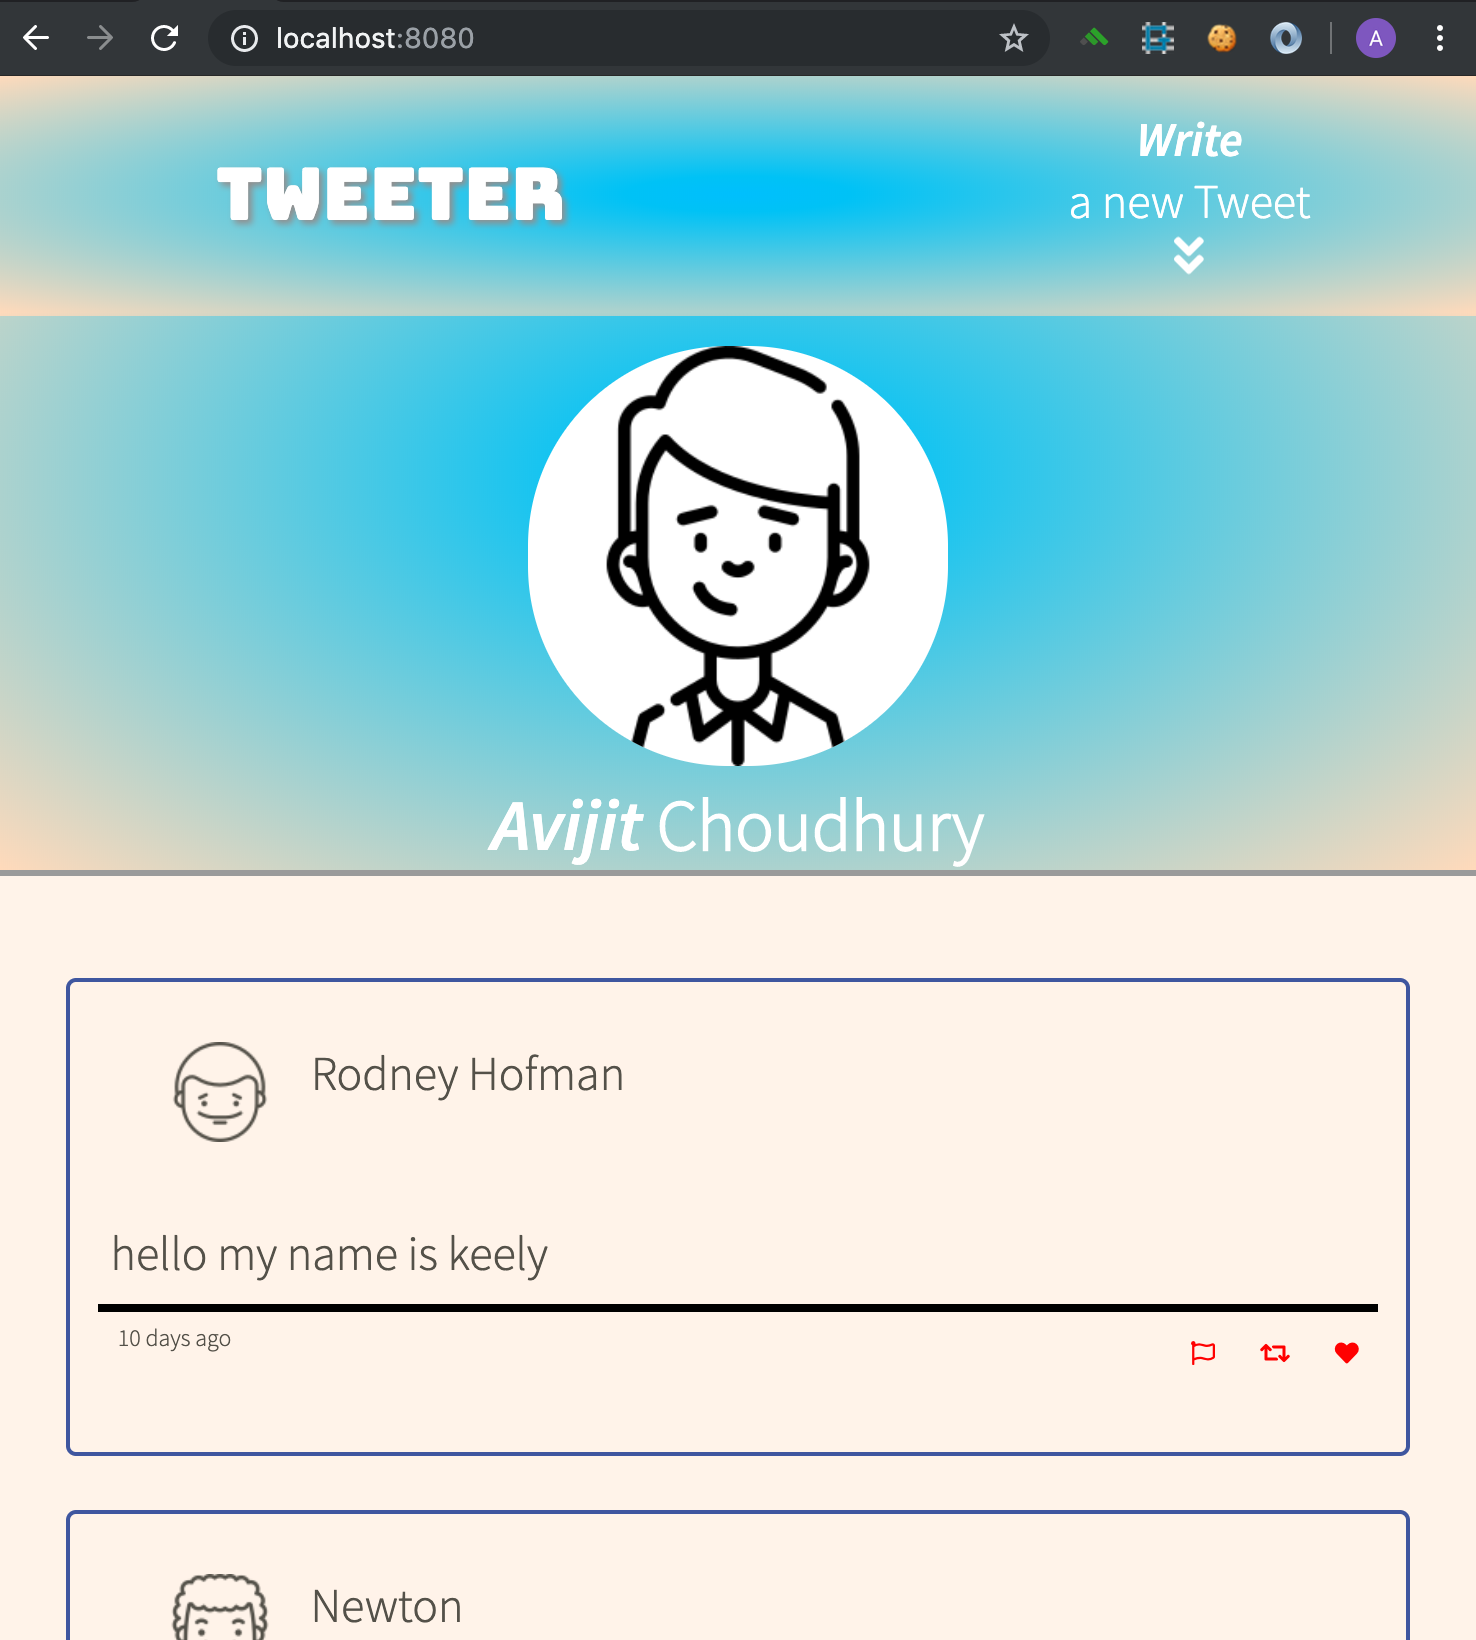 localhost:8080
A
TWEETER
Write
a new Tweet
Avijit Choudhury
Rodney Hofman
hello my name is keely
10 days ago
Newton